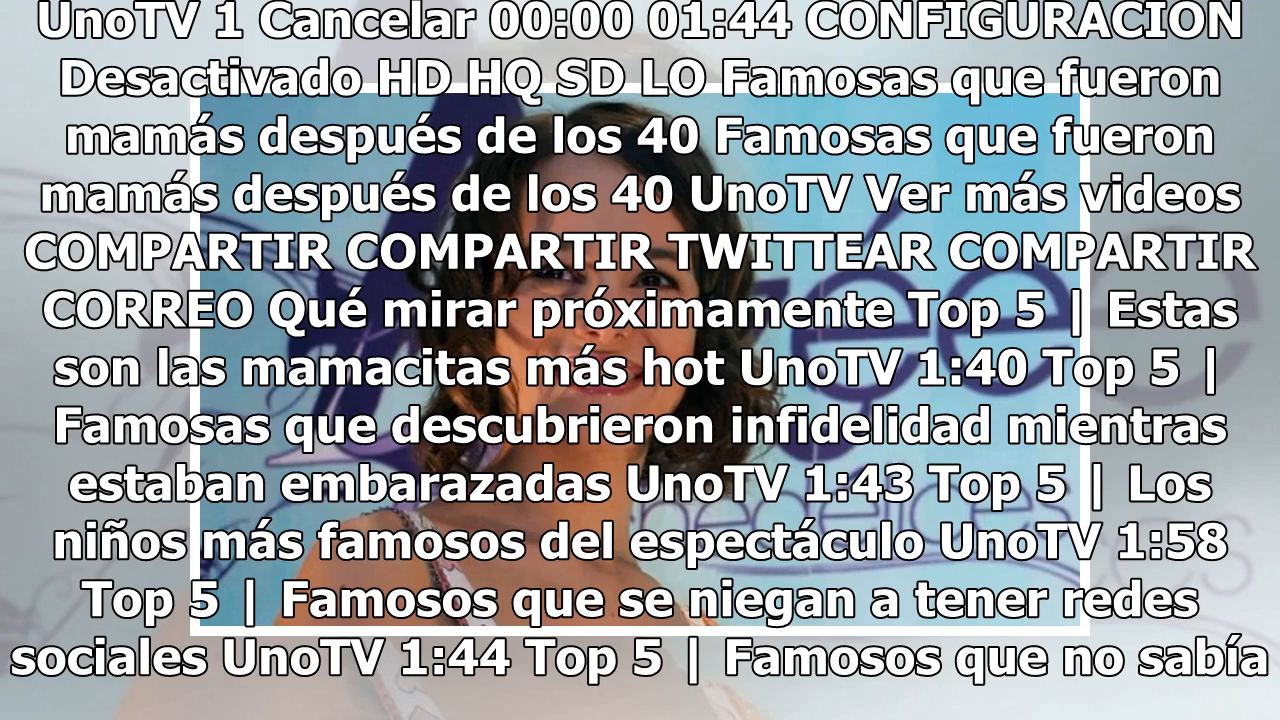 UnoTV 1 Cancelar 00:00 01:44 CONFIGURACIÓN
Desactivado HD HQ SD LO Famosas que fueron
mamás después de los 40 Famosas que fueron
mamás después de los 40 UnoTV Ver más videos
COMPARTIR COMPARTIR TWITTEAR COMPARTIR
CORREO Qué mirar próximamente Top 5 | Estas
son las mamacitas más hot UnoTV 1:40 Top 5 |
Famosas que descubrieron infidelidad mientras
estaban embarazadas UnoTV 1:43 Top 5 | Los
niños más famosos del espectáculo UnoTV 1:58
Top 5 | Famosos que se niegan a tener redes
sociales UnoTV 1:44 Top 5 | Famosos que no sabía